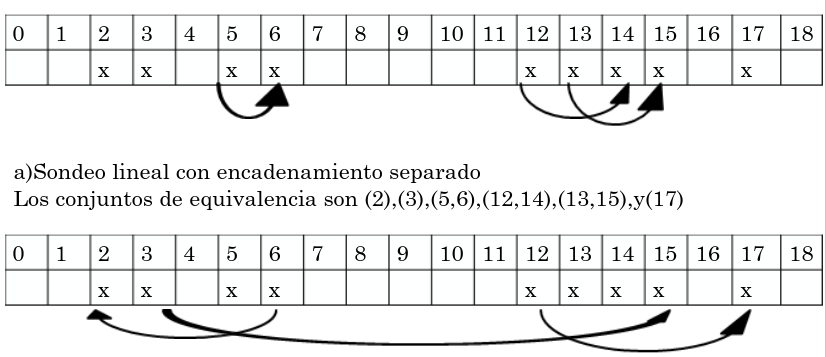 0 1 2 3 4 5 6 7 8 9 10 11 12 13 14 15 16 17 18
x x x x x x x x x
a)Sondeo lineal con encadenamiento separado
Los conjuntos de equivalencia son (2),(3),(5,6),(12,14),(13,15),y(17)
0 1 2 3 4 5 6 7 8 9 10 11 12 13 14 15 16 17 18
x x x x x x x x x